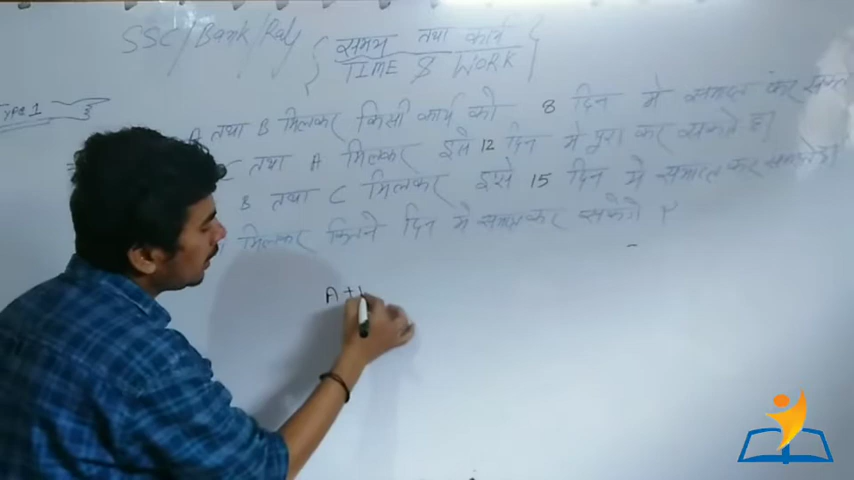 SSC/Bank/Rail
{ समय तथा कार्य }
TIME & WORK
TYPE 1
A तथा B मिलकर किसी कार्य को 8 दिन मे समाप्त कर सकते
C तथा A मिलकर इसे 12 दिन मे पूरा कर सकते है।
B तथा C मिलकर इसे 15 दिन मे समाप्त कर सकते है।
मिलकर कितने दिन मे समाप्त कर सकेगे ?
A +